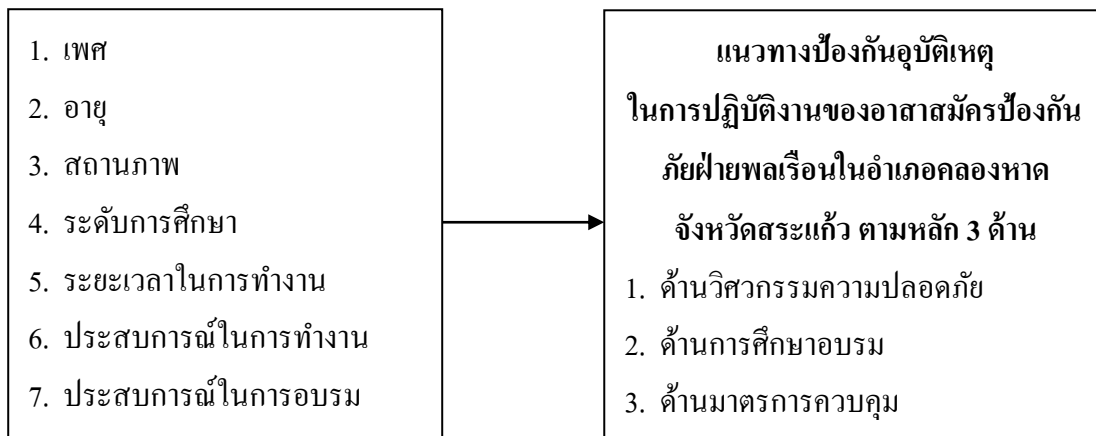 1. เพศ
2. อายุ
3. สถานภาพ
4. ระดับการศึกษา
5. ระยะเวลาในการทำงาน
6. ประสบการณ์ในการทำงาน
7. ประสบการณ์ในการอบรม
แนวทางป้องกันอุบัติเหตุ
ในการปฏิบัติงานของอาสาสมัครป้องกัน
ภัยฝ่ายพลเรือนในอำเภอคลองหาด
จังหวัดสระแก้ว ตามหลัก 3 ด้าน
1. ด้านวิศวกรรมความปลอดภัย
2. ด้านการศึกษาอบรม
3. ด้านมาตรการควบคุม